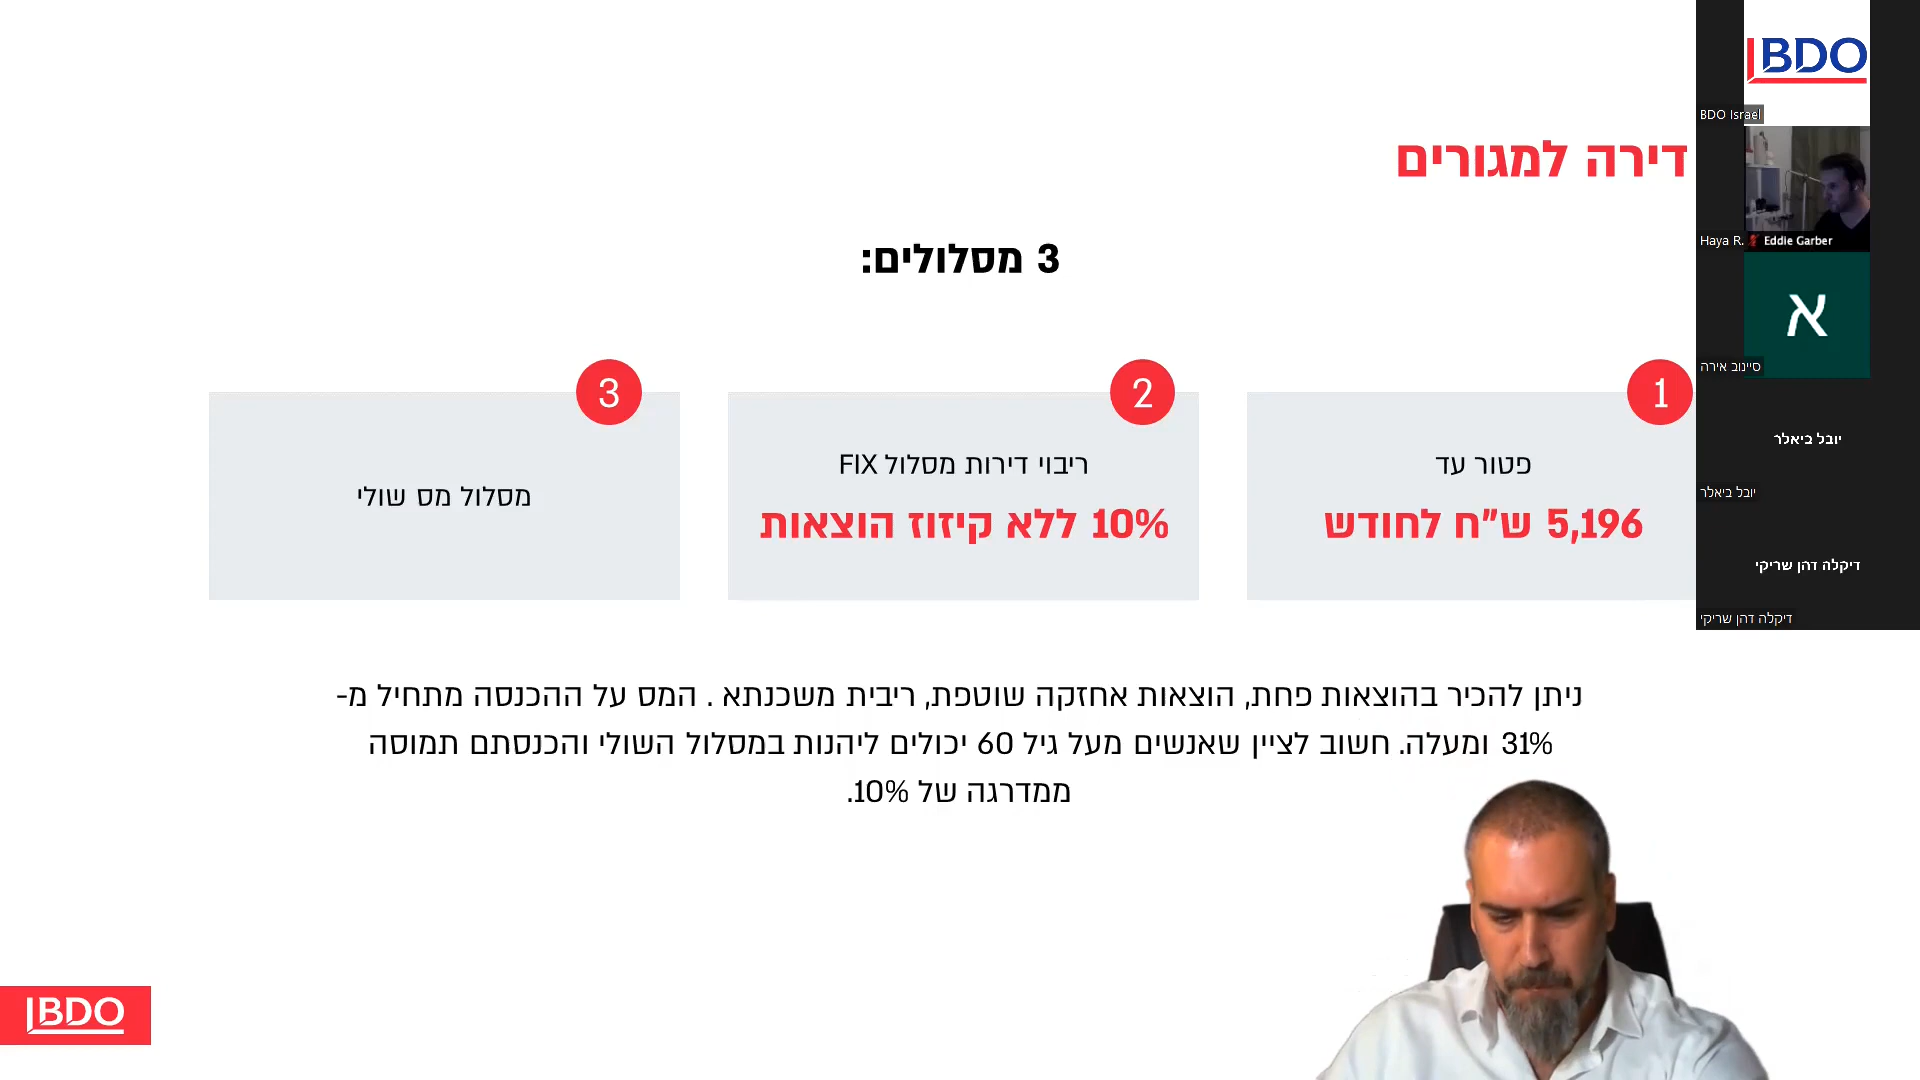 דירה למגורים
3 מסלולים:
1
פטור עד
5,196 ש"ח לחודש
2
ריבוי דירות מסלול FIX
10% ללא קיזוז הוצאות
3
מסלול מס שולי
ניתן להכיר בהוצאות פחת, הוצאות אחזקה שוטפת, ריבית משכנתא . המס על ההכנסה מתחיל מ-
31% ומעלה. חשוב לציין שאנשים מעל גיל 60 יכולים ליהנות במסלול השולי והכנסתם תמוסה
ממדרגה של 10%.
BDO
BDO
BDO Israel
Haya R.
Eddie Garber
א
סיינוב אירה
יובל ביאלר
יובל ביאלר
דיקלה דהן שריקי
דיקלה דהן שריקי